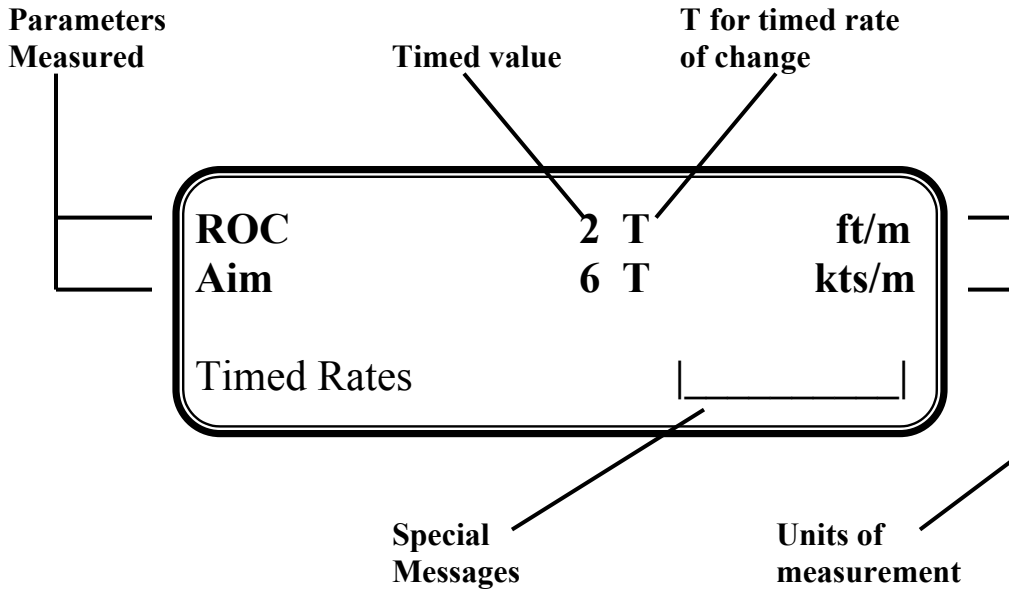 Parameters
Measured
Timed value
T for timed rate
of change
ROC 2 T ft/m
Aim 6 T kts/m
Timed Rates |__________|
Special
Messages
Units of
measurement